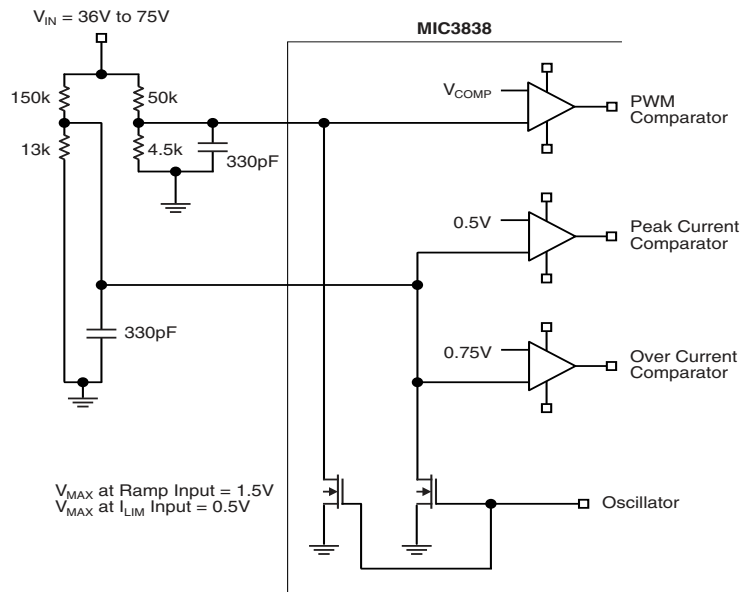 V_IN = 36V to 75V
MIC3838
150k
50k
V_COMP
PWM
Comparator
13k
4.5k
330pF
0.5V
Peak Current
Comparator
330pF
0.75V
Over Current
Comparator
V_MAX at Ramp Input = 1.5V
V_MAX at I_LIM Input = 0.5V
Oscillator